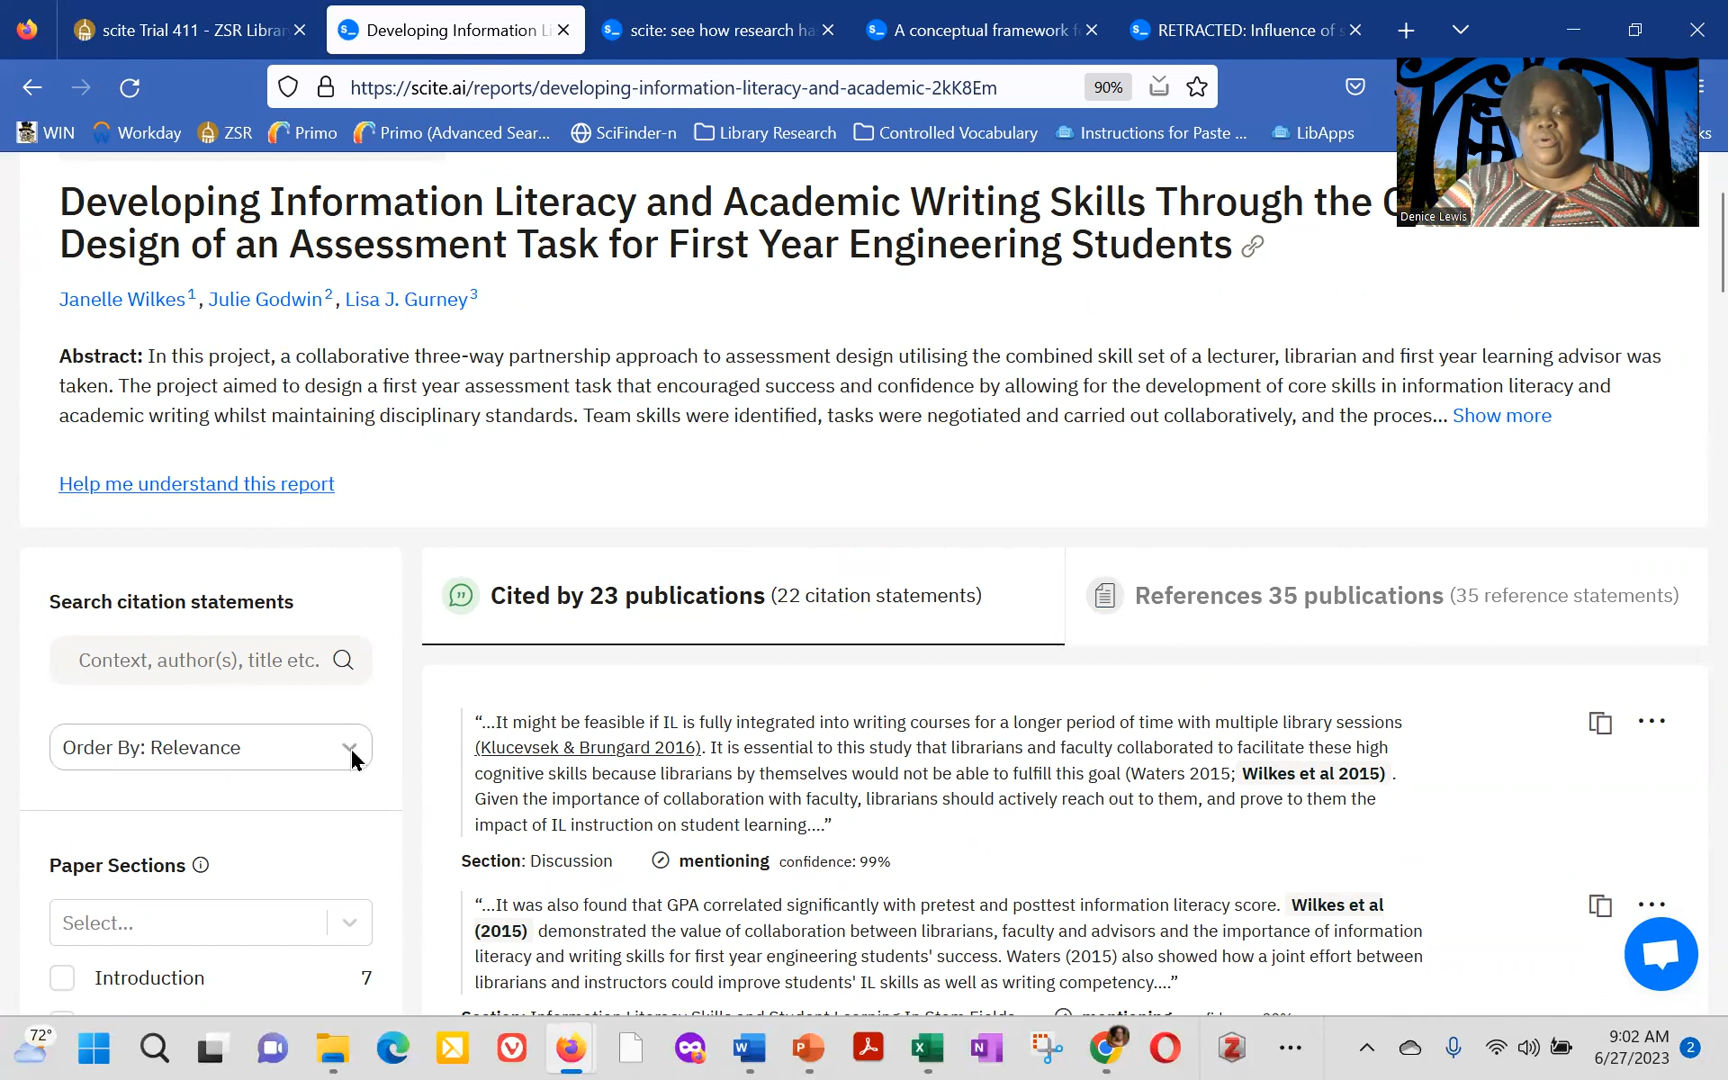 scite Trial 411 - ZSR Librar
Developing Information Li
scite: see how research ha
A conceptual framework f
RETRACTED: Influence of s
https://scite.ai/reports/developing-information-literacy-and-academic-2kK8Em
90%
WIN
Workday
ZSR
Primo
Primo (Advanced Sear...
SciFinder-n
Library Research
Controlled Vocabulary
Instructions for Paste ...
LibApps
ks
Denice Lewis
Developing Information Literacy and Academic Writing Skills Through the C
Design of an Assessment Task for First Year Engineering Students
Janelle Wilkes1, Julie Godwin2, Lisa J. Gurney3
Abstract: In this project, a collaborative three-way partnership approach to assessment design utilising the combined skill set of a lecturer, librarian and first year learning advisor was
taken. The project aimed to design a first year assessment task that encouraged success and confidence by allowing for the development of core skills in information literacy and
academic writing whilst maintaining disciplinary standards. Team skills were identified, tasks were negotiated and carried out collaboratively, and the proces... Show more
Help me understand this report
Search citation statements
Context, author(s), title etc.
Order By: Relevance
Paper Sections
Select...
Introduction 7
Cited by 23 publications (22 citation statements)
References 35 publications (35 reference statements)
“...It might be feasible if IL is fully integrated into writing courses for a longer period of time with multiple library sessions
(Klucevsek & Brungard 2016). It is essential to this study that librarians and faculty collaborated to facilitate these high
cognitive skills because librarians by themselves would not be able to fulfill this goal (Waters 2015; Wilkes et al 2015) .
Given the importance of collaboration with faculty, librarians should actively reach out to them, and prove to them the
impact of IL instruction on student learning....”
Section: Discussion mentioning confidence: 99%
“...It was also found that GPA correlated significantly with pretest and posttest information literacy score. Wilkes et al
(2015) demonstrated the value of collaboration between librarians, faculty and advisors and the importance of information
literacy and writing skills for first year engineering students' success. Waters (2015) also showed how a joint effort between
librarians and instructors could improve students' IL skills as well as writing competency....”
Section: Information Literacy Skills and Student Learning In Stem Fields mentioning
72°
9:02 AM
6/27/2023
2